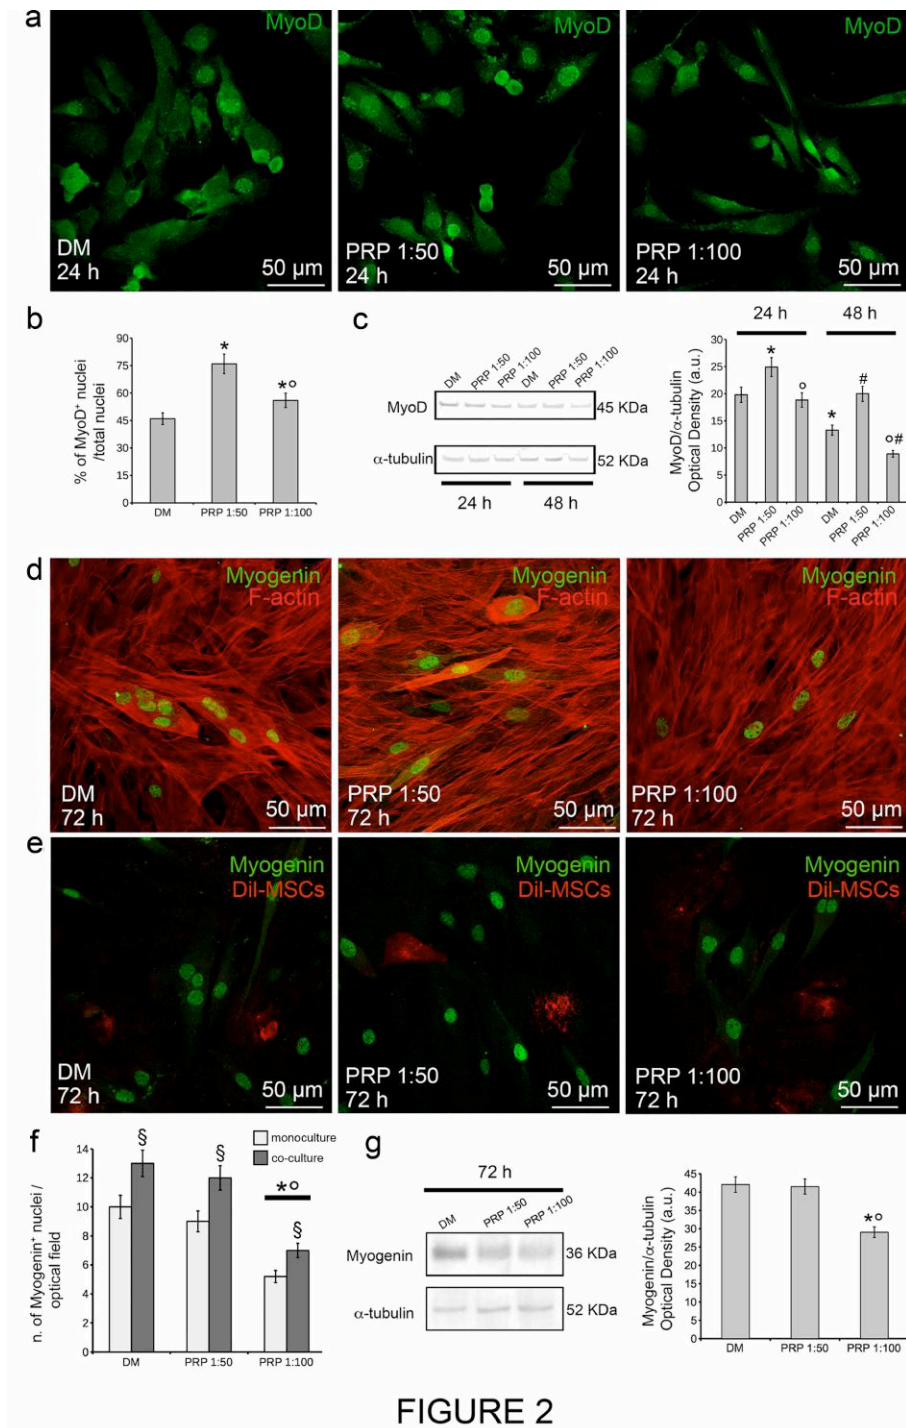 a
MyoD
MyoD
MyoD
DM
24 h
50 µm
PRP 1:50
24 h
50 µm
PRP 1:100
24 h
50 µm
b
% of MyoD⁺ nuclei
/total nuclei
90
75
60
45
30
15
0
*
*°
DM
PRP 1:50
PRP 1:100
c
DM
PRP 1:50
PRP 1:100
DM
PRP 1:50
PRP 1:100
MyoD
45 KDa
α-tubulin
52 KDa
24 h
48 h
24 h
48 h
MyoD/α-tubulin
Optical Density (a.u.)
30
25
20
15
10
5
0
*
°
*
#
°#
DM
PRP 1:50
PRP 1:100
DM
PRP 1:50
PRP 1:100
d
Myogenin
F-actin
DM
72 h
50 µm
Myogenin
F-actin
PRP 1:50
72 h
50 µm
Myogenin
F-actin
PRP 1:100
72 h
50 µm
e
Myogenin
DiI-MSCs
DM
72 h
50 µm
Myogenin
DiI-MSCs
PRP 1:50
72 h
50 µm
Myogenin
DiI-MSCs
PRP 1:100
72 h
50 µm
f
monoculture
co-culture
n. of Myogenin⁺ nuclei /
optical field
14
12
10
8
6
4
2
0
§
§
*°
§
DM
PRP 1:50
PRP 1:100
g
72 h
DM
PRP 1:50
PRP 1:100
Myogenin
36 KDa
α-tubulin
52 KDa
Myogenin/α-tubulin
Optical Density (a.u.)
45
40
35
30
25
20
15
10
5
0
*°
DM
PRP 1:50
PRP 1:100
FIGURE 2